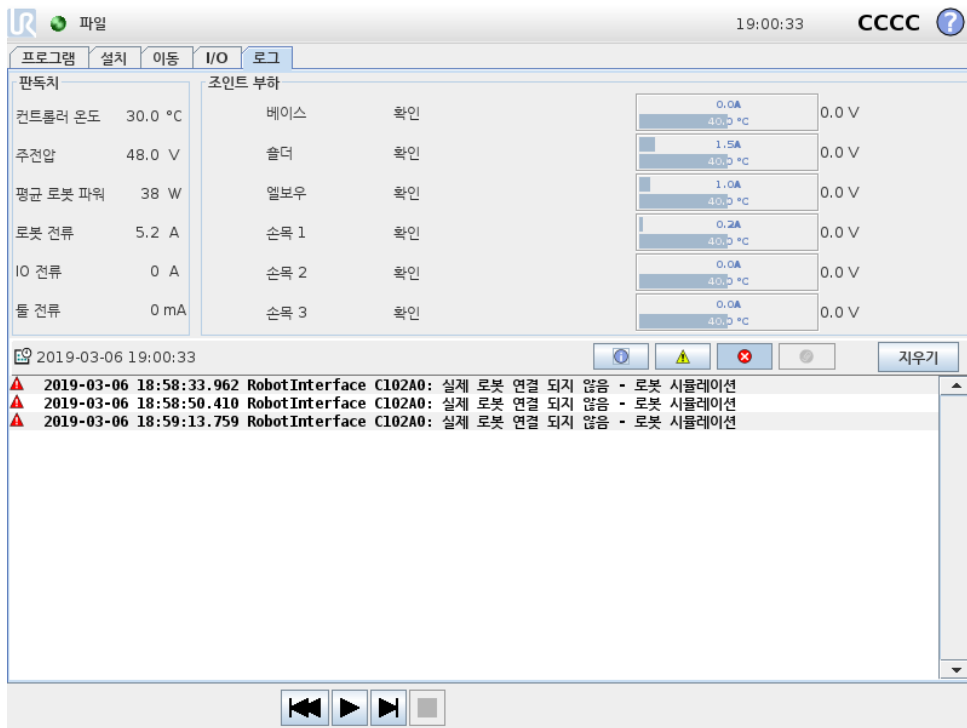 UR 파일 19:00:33 CCCC ?
프로그램 설치 이동 I/O 로그
판독치 조인트 부하
컨트롤러 온도 30.0 °C 베이스 확인 0.0A 40.0 °C 0.0 V
주전압 48.0 V 숄더 확인 1.5A 40.0 °C 0.0 V
평균 로봇 파워 38 W 엘보우 확인 1.0A 40.0 °C 0.0 V
로봇 전류 5.2 A 손목 1 확인 0.2A 40.0 °C 0.0 V
IO 전류 0 A 손목 2 확인 0.0A 40.0 °C 0.0 V
툴 전류 0 mA 손목 3 확인 0.0A 40.0 °C 0.0 V
2019-03-06 19:00:33 지우기
2019-03-06 18:58:33.962 RobotInterface C102A0: 실제 로봇 연결 되지 않음 - 로봇 시뮬레이션
2019-03-06 18:58:50.410 RobotInterface C102A0: 실제 로봇 연결 되지 않음 - 로봇 시뮬레이션
2019-03-06 18:59:13.759 RobotInterface C102A0: 실제 로봇 연결 되지 않음 - 로봇 시뮬레이션